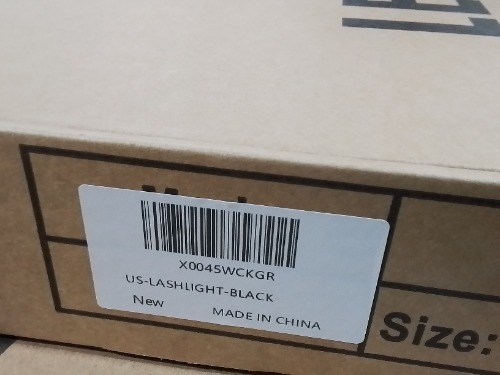 X004SWCKGR
US-LASHLIGHT-BLACK
New
MADE IN CHINA
Size: